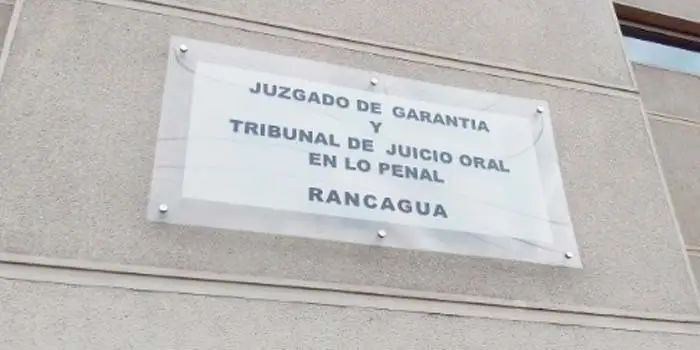 JUZGADO DE GARANTIA
Y
TRIBUNAL DE JUICIO ORAL
EN LO PENAL
RANCAGUA